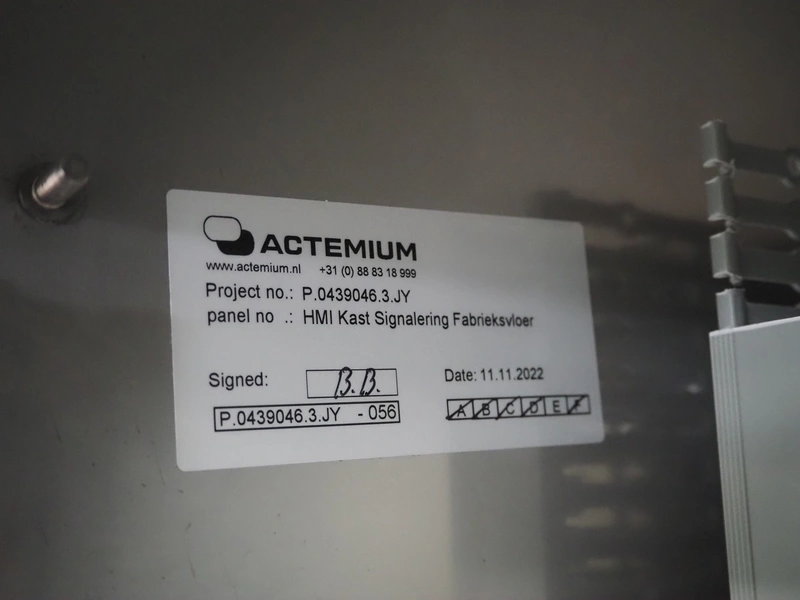 ACTEMIUM
www.actemium.nl +31 (0) 88 83 18 999
Project no.: P.0439046.3.JY
panel no .: HMI Kast Signalering Fabrieksvloer
Signed: B.B. Date: 11.11.2022
P.0439046.3.JY - 056 A B C D E F